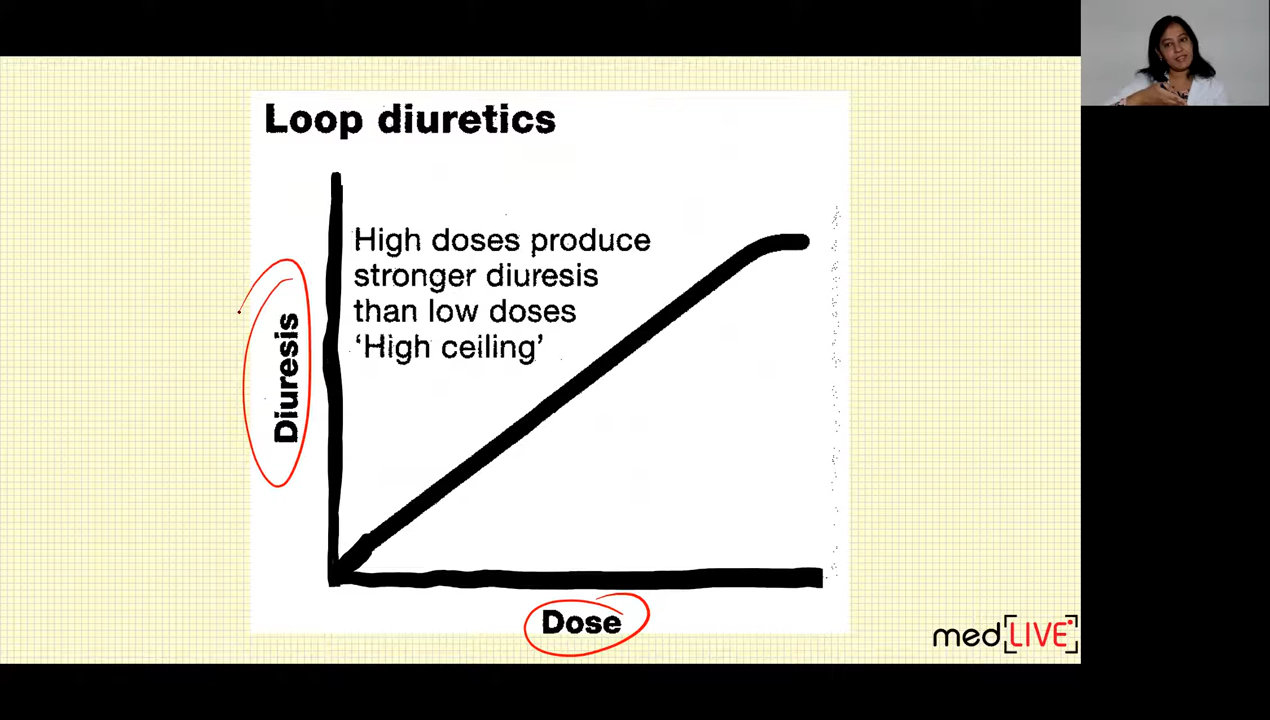 Loop diuretics
High doses produce
stronger diuresis
than low doses
‘High ceiling’
Diuresis
Dose
med[LIVE]